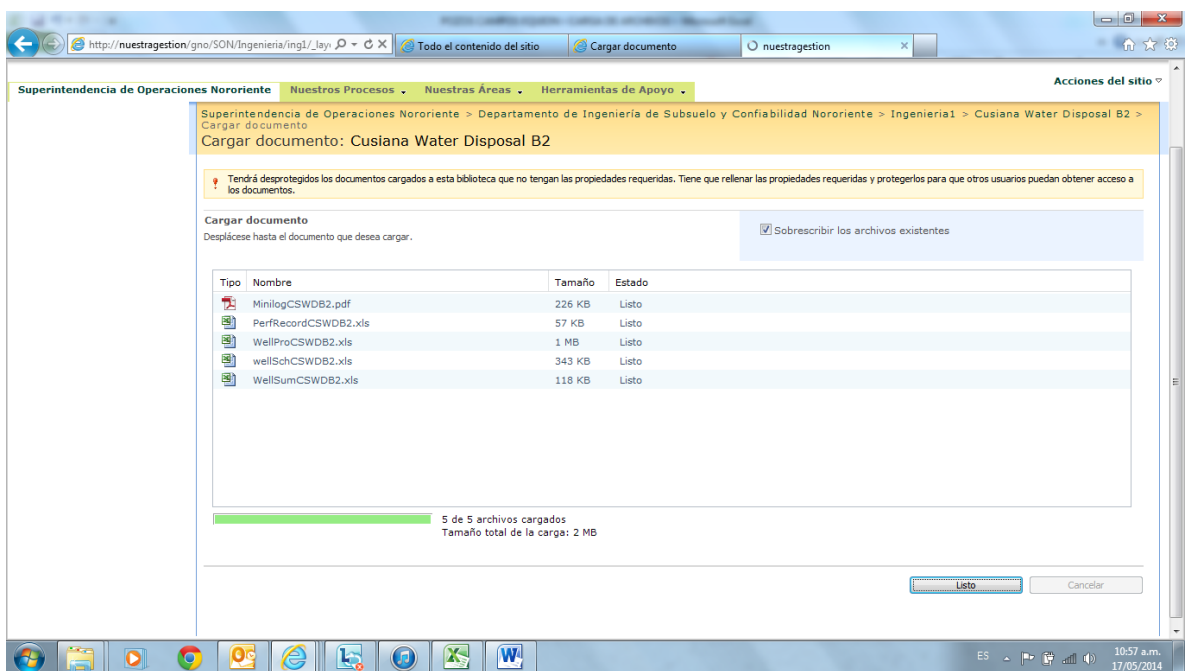 http://nuestragestion/gno/SON/Ingenieria/ing1/_lay
Todo el contenido del sitio
Cargar documento
nuestragestion
Acciones del sitio
Superintendencia de Operaciones Nororiente Nuestros Procesos Nuestras Áreas Herramientas de Apoyo
Superintendencia de Operaciones Nororiente > Departamento de Ingeniería de Subsuelo y Confiabilidad Nororiente > Ingenieria1 > Cusiana Water Disposal B2 >
Cargar documento
Cargar documento: Cusiana Water Disposal B2
Tendrá desprotegidos los documentos cargados a esta biblioteca que no tengan las propiedades requeridas. Tiene que rellenar las propiedades requeridas y protegerlos para que otros usuarios puedan obtener acceso a
los documentos.
Cargar documento
Desplácese hasta el documento que desea cargar.
Sobrescribir los archivos existentes
Tipo Nombre Tamaño Estado
MinilogCSWDB2.pdf 226 KB Listo
PerfRecordCSWDB2.xls 57 KB Listo
WellProCSWDB2.xls 1 MB Listo
wellSchCSWDB2.xls 343 KB Listo
WellSumCSWDB2.xls 118 KB Listo
5 de 5 archivos cargados
Tamaño total de la carga: 2 MB
Listo Cancelar
ES
10:57 a.m.
17/05/2014